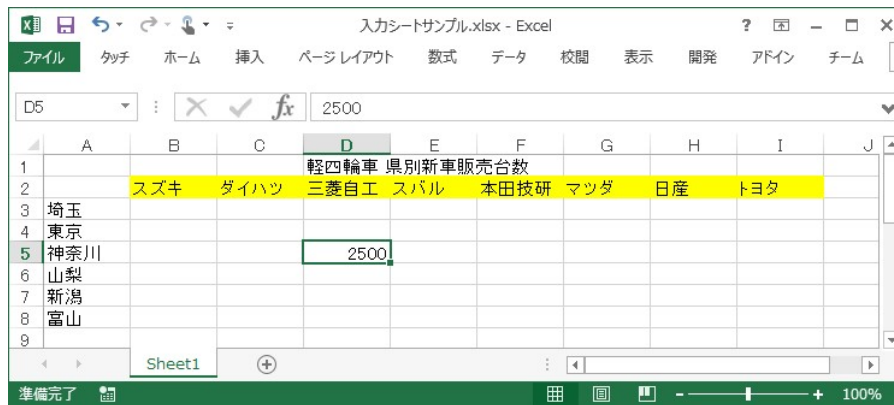 入力シートサンプル.xlsx - Excel ?
ファイル タッチ ホーム 挿入 ページ レイアウト 数式 データ 校閲 表示 開発 アドイン チーム
D5 fx 2500
A B C D E F G H I J
1 軽四輪車 県別新車販売台数
2 スズキ ダイハツ 三菱自工 スバル 本田技研 マツダ 日産 トヨタ
3 埼玉
4 東京
5 神奈川 2500
6 山梨
7 新潟
8 富山
9
Sheet1
準備完了 100%